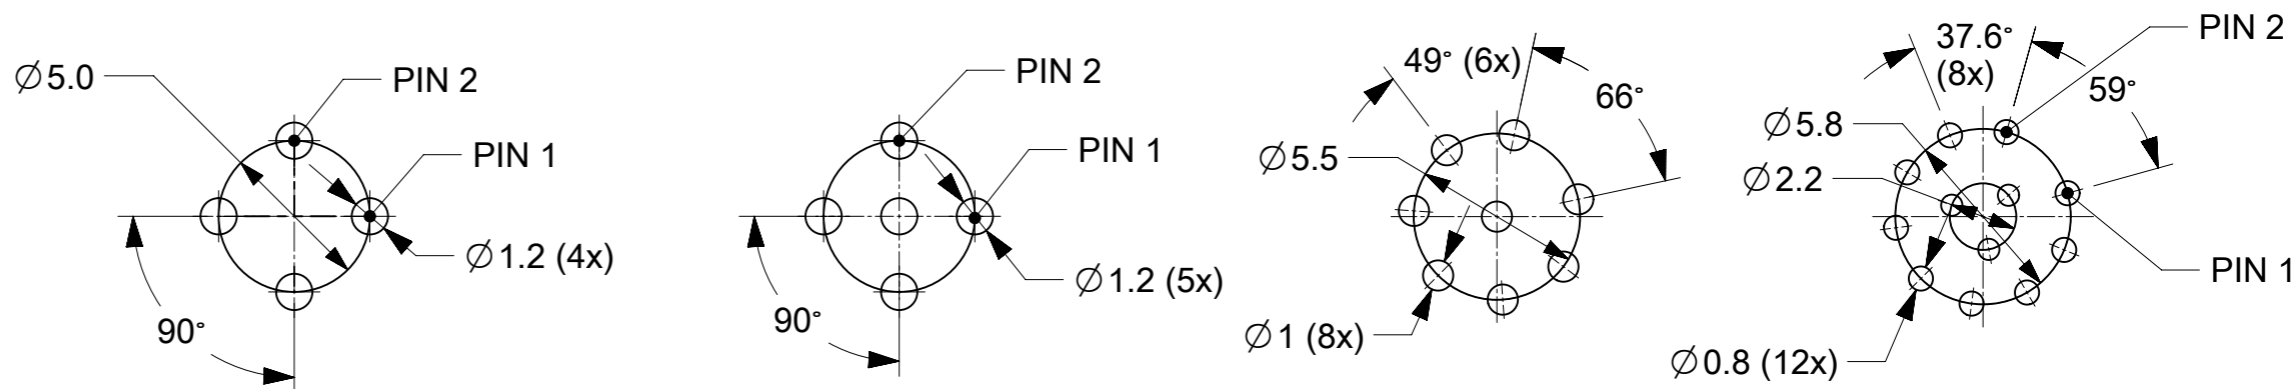 ∅5.0
PIN 2
PIN 1
∅1.2 (4x)
90°
PIN 2
PIN 1
∅1.2 (5x)
90°
49° (6x)
66°
∅5.5
∅1 (8x)
37.6°
(8x)
PIN 2
59°
∅5.8
∅2.2
PIN 1
∅0.8 (12x)